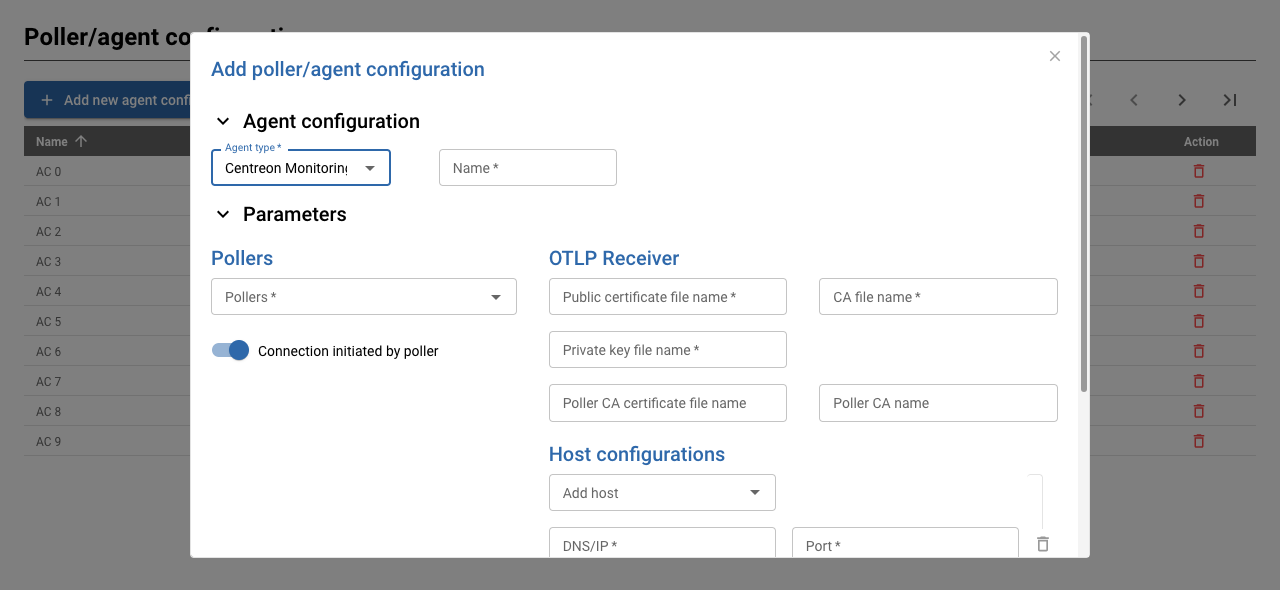 Poller/agent co
Add poller/agent configuration
Add new agent confi
Agent configuration
Name
Action
Agent type *
Centreon Monitorin
Name *
AC 0
AC 1
Parameters
AC 2
Pollers
OTLP Receiver
AC 3
Pollers *
Public certificate file name *
CA file name *
AC 4
AC 5
Connection initiated by poller
Private key file name *
AC 6
AC 7
Poller CA certificate file name
Poller CA name
AC 8
AC 9
Host configurations
Add host
DNS/IP *
Port *